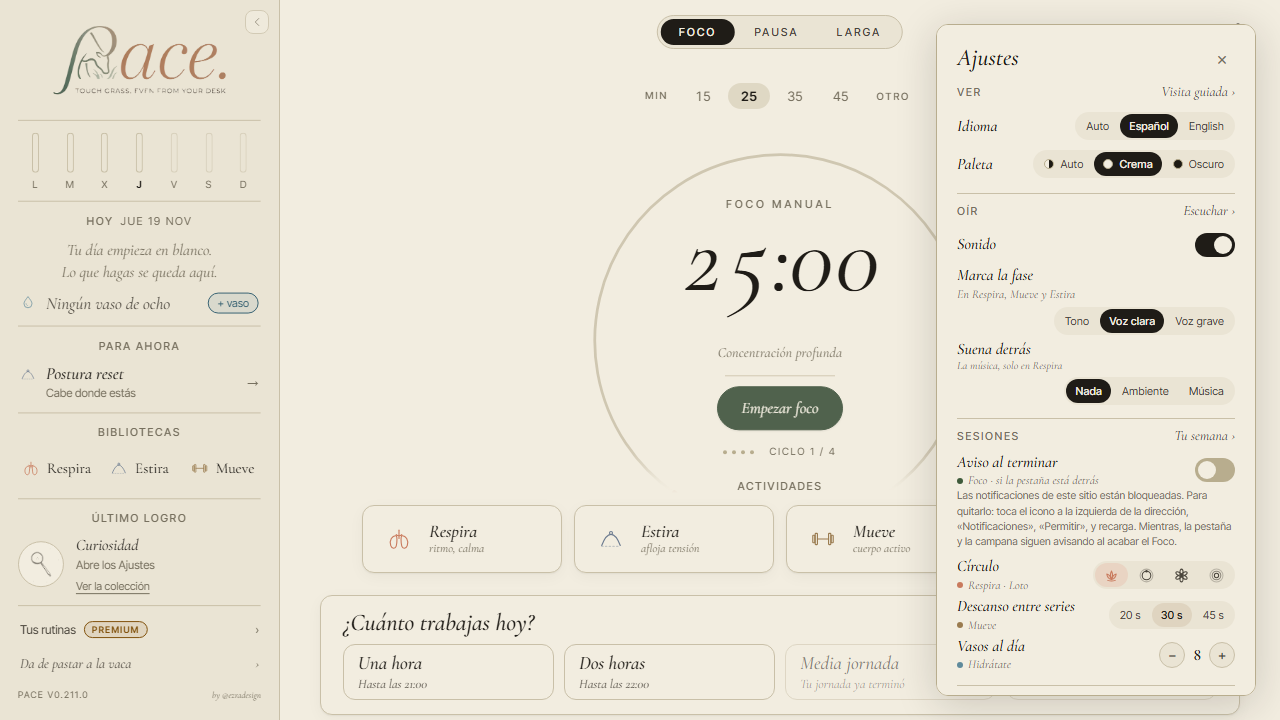 Pace.
TOUCH GRASS. EVEN FROM YOUR DESK
L M X J V S D
HOY JUE 19 NOV
Tu día empieza en blanco.
Lo que hagas se queda aquí.
Ningún vaso de ocho
+ vaso
PARA AHORA
Postura reset
Cabe donde estás
→
BIBLIOTECAS
Respira Estira Mueve
ÚLTIMO LOGRO
Curiosidad
Abre los Ajustes
Ver la colección
Tus rutinas PREMIUM ›
Da de pastar a la vaca ›
PACE V0.211.0 by @ezradesign
FOCO PAUSA LARGA
MIN 15 25 35 45 OTRO
FOCO MANUAL
25:00
Concentración profunda
Empezar foco
CICLO 1 / 4
ACTIVIDADES
Respira
ritmo, calma
Estira
afloja tensión
Mueve
cuerpo activo
¿Cuánto trabajas hoy?
Una hora
Hasta las 21:00
Dos horas
Hasta las 22:00
Media jornada
Tu jornada ya terminó
Ajustes ×
VER Visita guiada ›
Idioma Auto Español English
Paleta Auto Crema Oscuro
OÍR Escuchar ›
Sonido
Marca la fase
En Respira, Mueve y Estira
Tono Voz clara Voz grave
Suena detrás
La música, solo en Respira
Nada Ambiente Música
SESIONES Tu semana ›
Aviso al terminar
Foco · si la pestaña está detrás
Las notificaciones de este sitio están bloqueadas. Para
quitarlo: toca el icono a la izquierda de la dirección,
«Notificaciones», «Permitir», y recarga. Mientras, la pestaña
y la campana siguen avisando al acabar el Foco.
Círculo
Respira · Loto
Descanso entre series 20 s 30 s 45 s
Mueve
Vasos al día − 8 +
Hidrátate